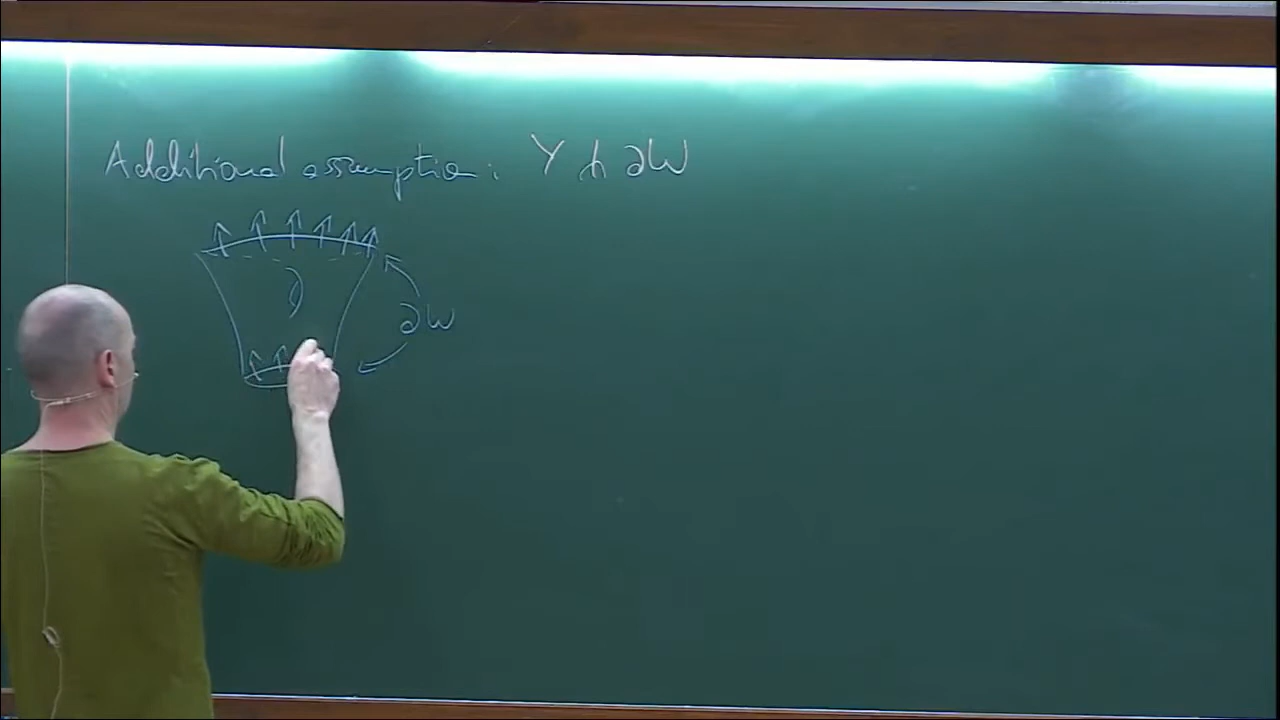 Additional assumption: Y ⋔ ∂W
∂W